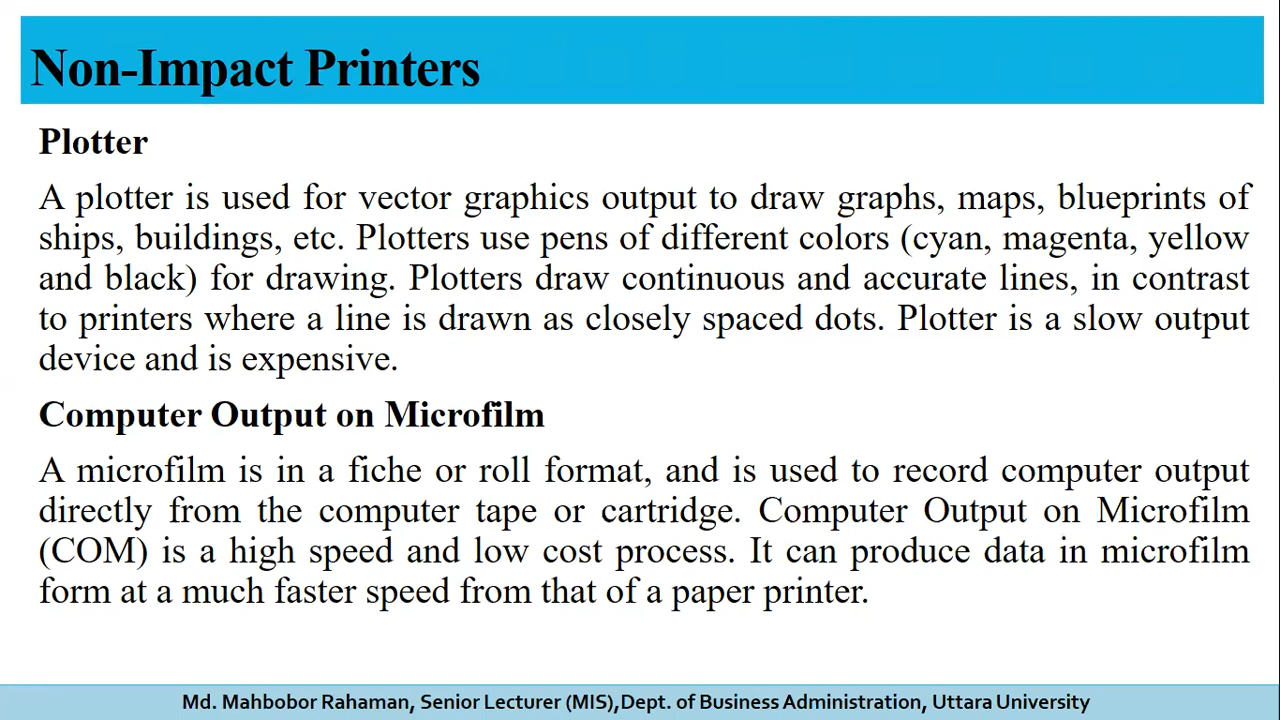 Non-Impact Printers
Plotter
A plotter is used for vector graphics output to draw graphs, maps, blueprints of
ships, buildings, etc. Plotters use pens of different colors (cyan, magenta, yellow
and black) for drawing. Plotters draw continuous and accurate lines, in contrast
to printers where a line is drawn as closely spaced dots. Plotter is a slow output
device and is expensive.
Computer Output on Microfilm
A microfilm is in a fiche or roll format, and is used to record computer output
directly from the computer tape or cartridge. Computer Output on Microfilm
(COM) is a high speed and low cost process. It can produce data in microfilm
form at a much faster speed from that of a paper printer.
Md. Mahbobor Rahaman, Senior Lecturer (MIS),Dept. of Business Administration, Uttara University